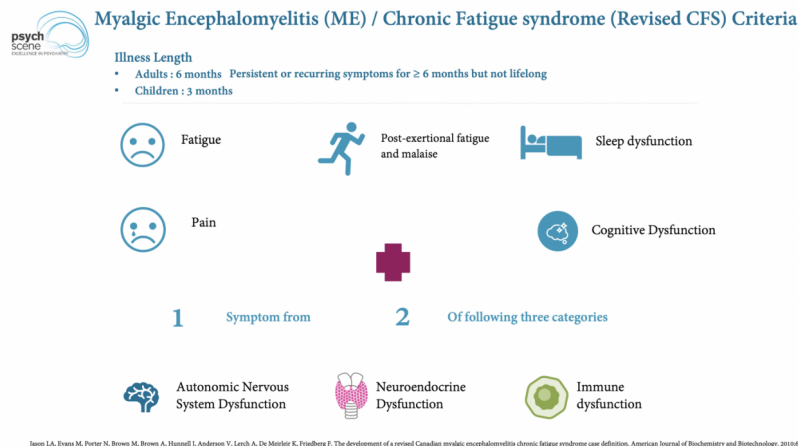 psych
scene
EXCELLENCE IN PSYCHIATRY
Myalgic Encephalomyelitis (ME) / Chronic Fatigue syndrome (Revised CFS) Criteria
Illness Length
• Adults : 6 months Persistent or recurring symptoms for ≥ 6 months but not lifelong
• Children : 3 months
Fatigue
Post-exertional fatigue
and malaise
Sleep dysfunction
Pain
Cognitive Dysfunction
1 Symptom from 2 Of following three categories
Autonomic Nervous
System Dysfunction
Neuroendocrine
Dysfunction
Immune
dysfunction
Jason LA, Evans M, Porter N, Brown M, Brown A, Hunnell J, Anderson V, Lerch A, De Meirleir K, Friedberg F. The development of a revised Canadian myalgic encephalomyelitis chronic fatigue syndrome case definition. American Journal of Biochemistry and Biotechnology.